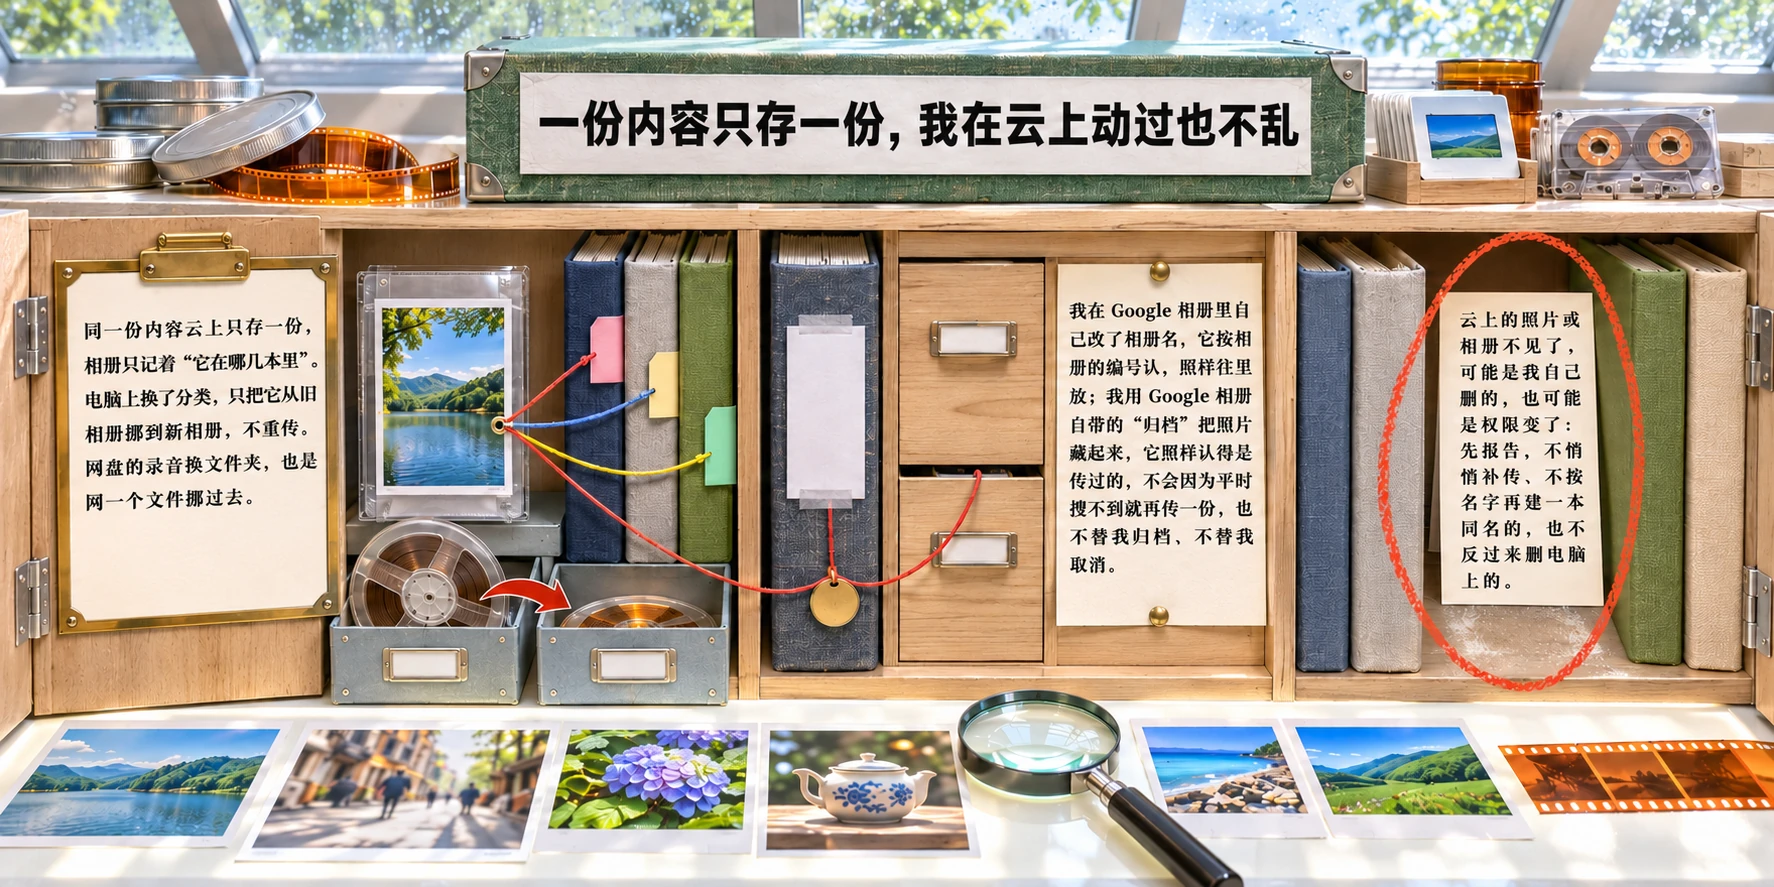 一份内容只存一份，我在云上动过也不乱
同一份内容云上只存一份，
相册只记着“它在哪几本里”。
电脑上换了分类，只把它从旧
相册挪到新相册，不重传。
网盘的录音换文件夹，也是
网一个文件挪过去。
我在 Google 相册里自
己改了相册名，它按相
册的编号认，照样往里
放；我用 Google 相册
自带的“归档”把照片
藏起来，它照样认得是
传过的，不会因为平时
搜不到就再传一份，也
不替我归档、不替我
取消。
云上的照片或
相册不见了，
可能是我自己
删的，也可能
是权限变了：
先报告，不悄
悄补传、不按
名字再建一本
同名的，也不
反过来删电脑
上的。